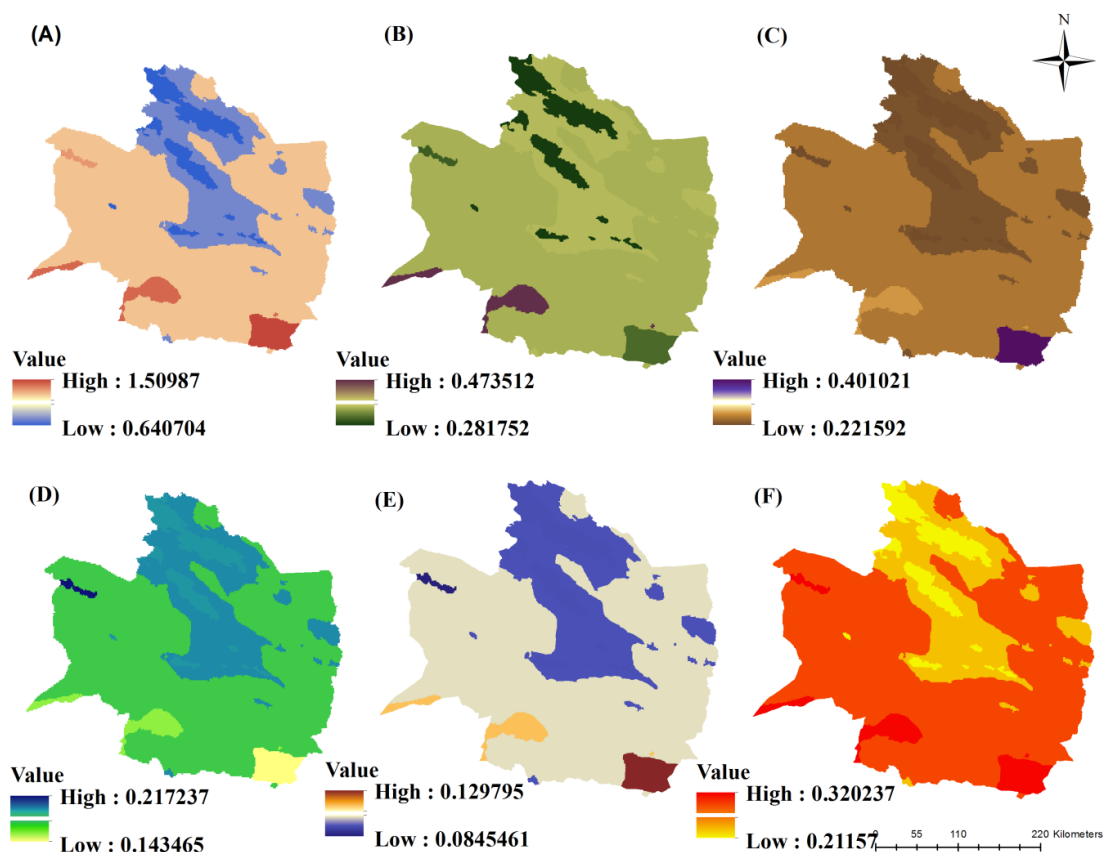 (A)
(B)
(C)
N
Value
High : 1.50987
Low : 0.640704
Value
High : 0.473512
Low : 0.281752
Value
High : 0.401021
Low : 0.221592
(D)
(E)
(F)
Value
High : 0.217237
Low : 0.143465
Value
High : 0.129795
Low : 0.0845461
Value
High : 0.320237
Low : 0.21157
0 55 110 220 Kilometers